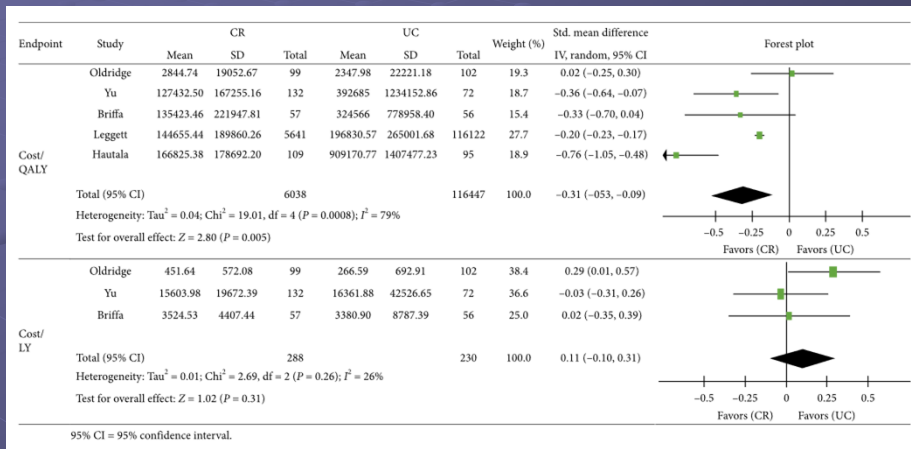 Endpoint Study CR UC Weight (%) Std. mean difference Forest plot
Mean SD Total Mean SD Total IV, random, 95% CI
Cost/QALY
Oldridge 2844.74 19052.67 99 2347.98 22221.18 102 19.3 0.02 (−0.25, 0.30)
Yu 127432.50 167255.16 132 392685 1234152.86 72 18.7 −0.36 (−0.64, −0.07)
Briffa 135423.46 221947.81 57 324566 778958.40 56 15.4 −0.33 (−0.70, 0.04)
Leggett 144655.44 189860.26 5641 196830.57 265001.68 116122 27.7 −0.20 (−0.23, −0.17)
Hautala 166825.38 178692.20 109 909170.77 1407477.23 95 18.9 −0.76 (−1.05, −0.48)
Total (95% CI) 6038 116447 100.0 −0.31 (−053, −0.09)
Heterogeneity: Tau² = 0.04; Chi² = 19.01, df = 4 (P = 0.0008); I² = 79%
Test for overall effect: Z = 2.80 (P = 0.005)
−0.5 −0.25 0 0.25 0.5
Favors (CR) Favors (UC)
Cost/LY
Oldridge 451.64 572.08 99 266.59 692.91 102 38.4 0.29 (0.01, 0.57)
Yu 15603.98 19672.39 132 16361.88 42526.65 72 36.6 −0.03 (−0.31, 0.26)
Briffa 3524.53 4407.44 57 3380.90 8787.39 56 25.0 0.02 (−0.35, 0.39)
Total (95% CI) 288 230 100.0 0.11 (−0.10, 0.31)
Heterogeneity: Tau² = 0.01; Chi² = 2.69, df = 2 (P = 0.26); I² = 26%
Test for overall effect: Z = 1.02 (P = 0.31)
−0.5 −0.25 0 0.25 0.5
Favors (CR) Favors (UC)
95% CI = 95% confidence interval.